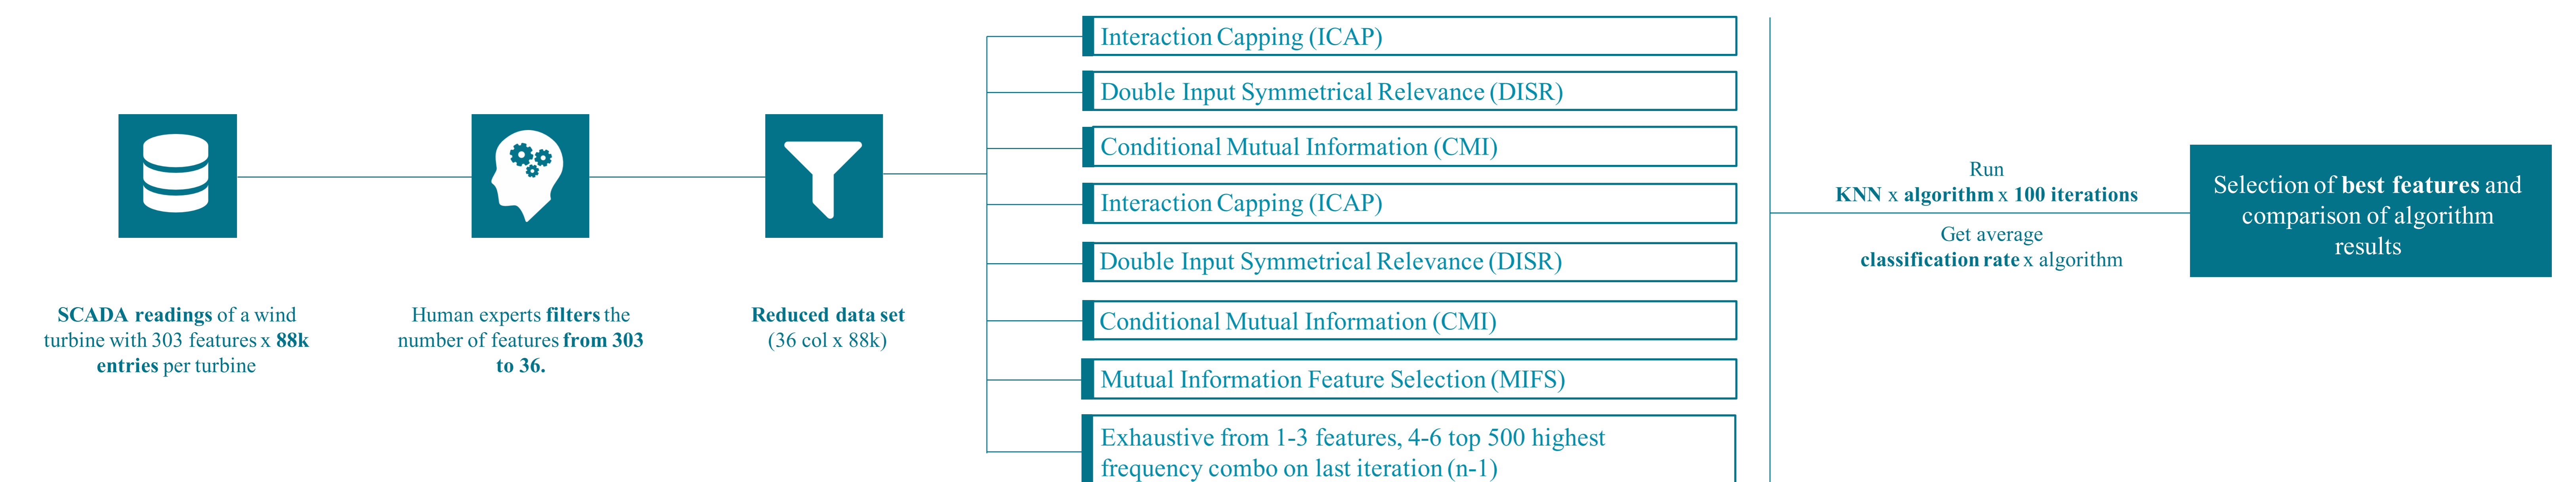 SCADA readings of a wind
turbine with 303 features x 88k
entries per turbine
Human experts filters the
number of features from 303
to 36.
Reduced data set
(36 col x 88k)
Interaction Capping (ICAP)
Double Input Symmetrical Relevance (DISR)
Conditional Mutual Information (CMI)
Interaction Capping (ICAP)
Double Input Symmetrical Relevance (DISR)
Conditional Mutual Information (CMI)
Mutual Information Feature Selection (MIFS)
Exhaustive from 1-3 features, 4-6 top 500 highest
frequency combo on last iteration (n-1)
Run
KNN x algorithm x 100 iterations
Get average
classification rate x algorithm
Selection of best features and
comparison of algorithm
results